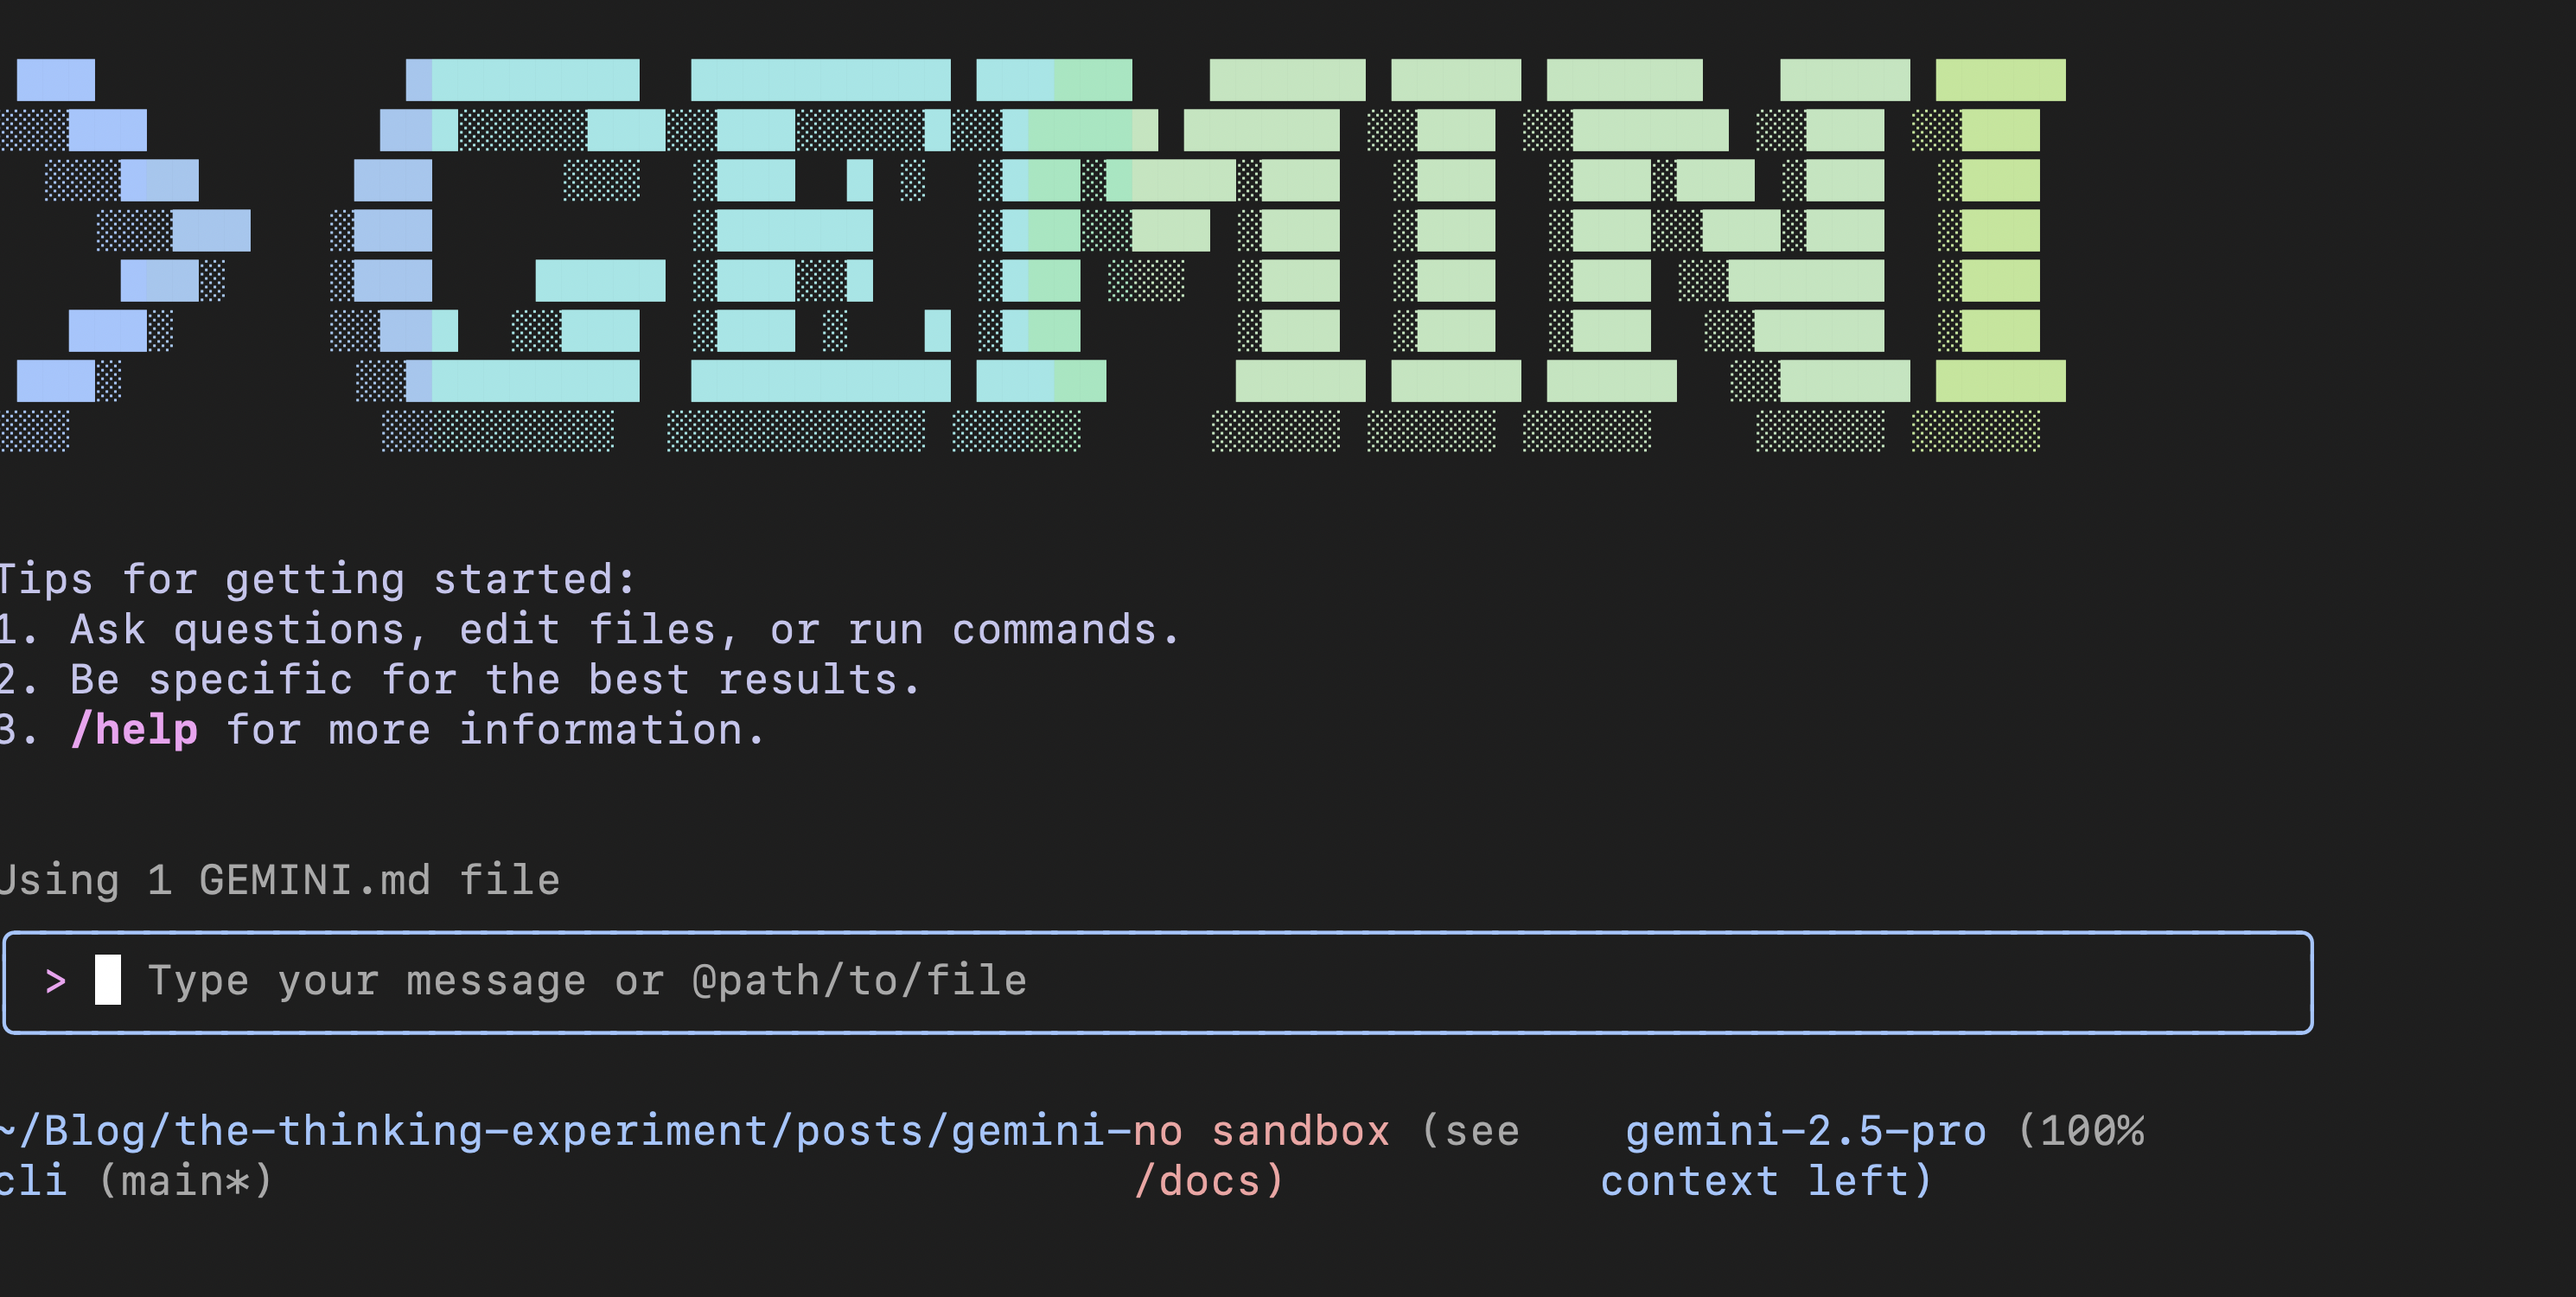 > GEMINI
Tips for getting started:
1. Ask questions, edit files, or run commands.
2. Be specific for the best results.
3. /help for more information.
Using 1 GEMINI.md file
> Type your message or @path/to/file
~/Blog/the-thinking-experiment/posts/gemini-no sandbox (see gemini-2.5-pro (100%
cli (main*) /docs) context left)